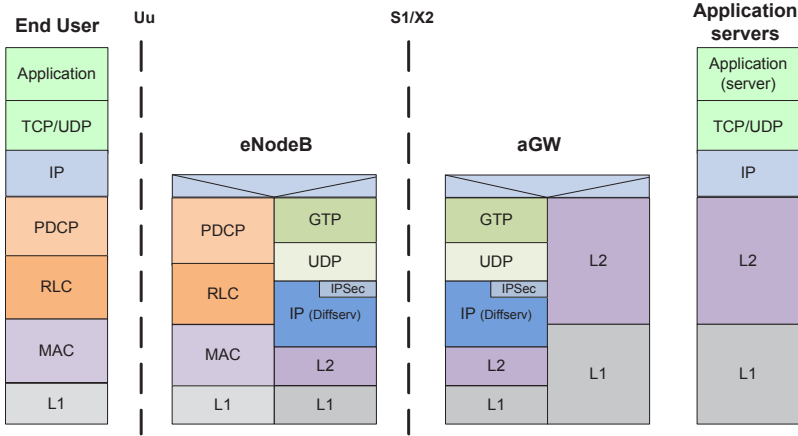 End User
Uu
S1/X2
Application
servers
Application
TCP/UDP
IP
PDCP
RLC
MAC
L1
eNodeB
PDCP
RLC
MAC
L1
GTP
UDP
IPSec
IP (Diffserv)
L2
L1
aGW
GTP
UDP
IPSec
IP (Diffserv)
L2
L1
L2
L1
Application
(server)
TCP/UDP
IP
L2
L1